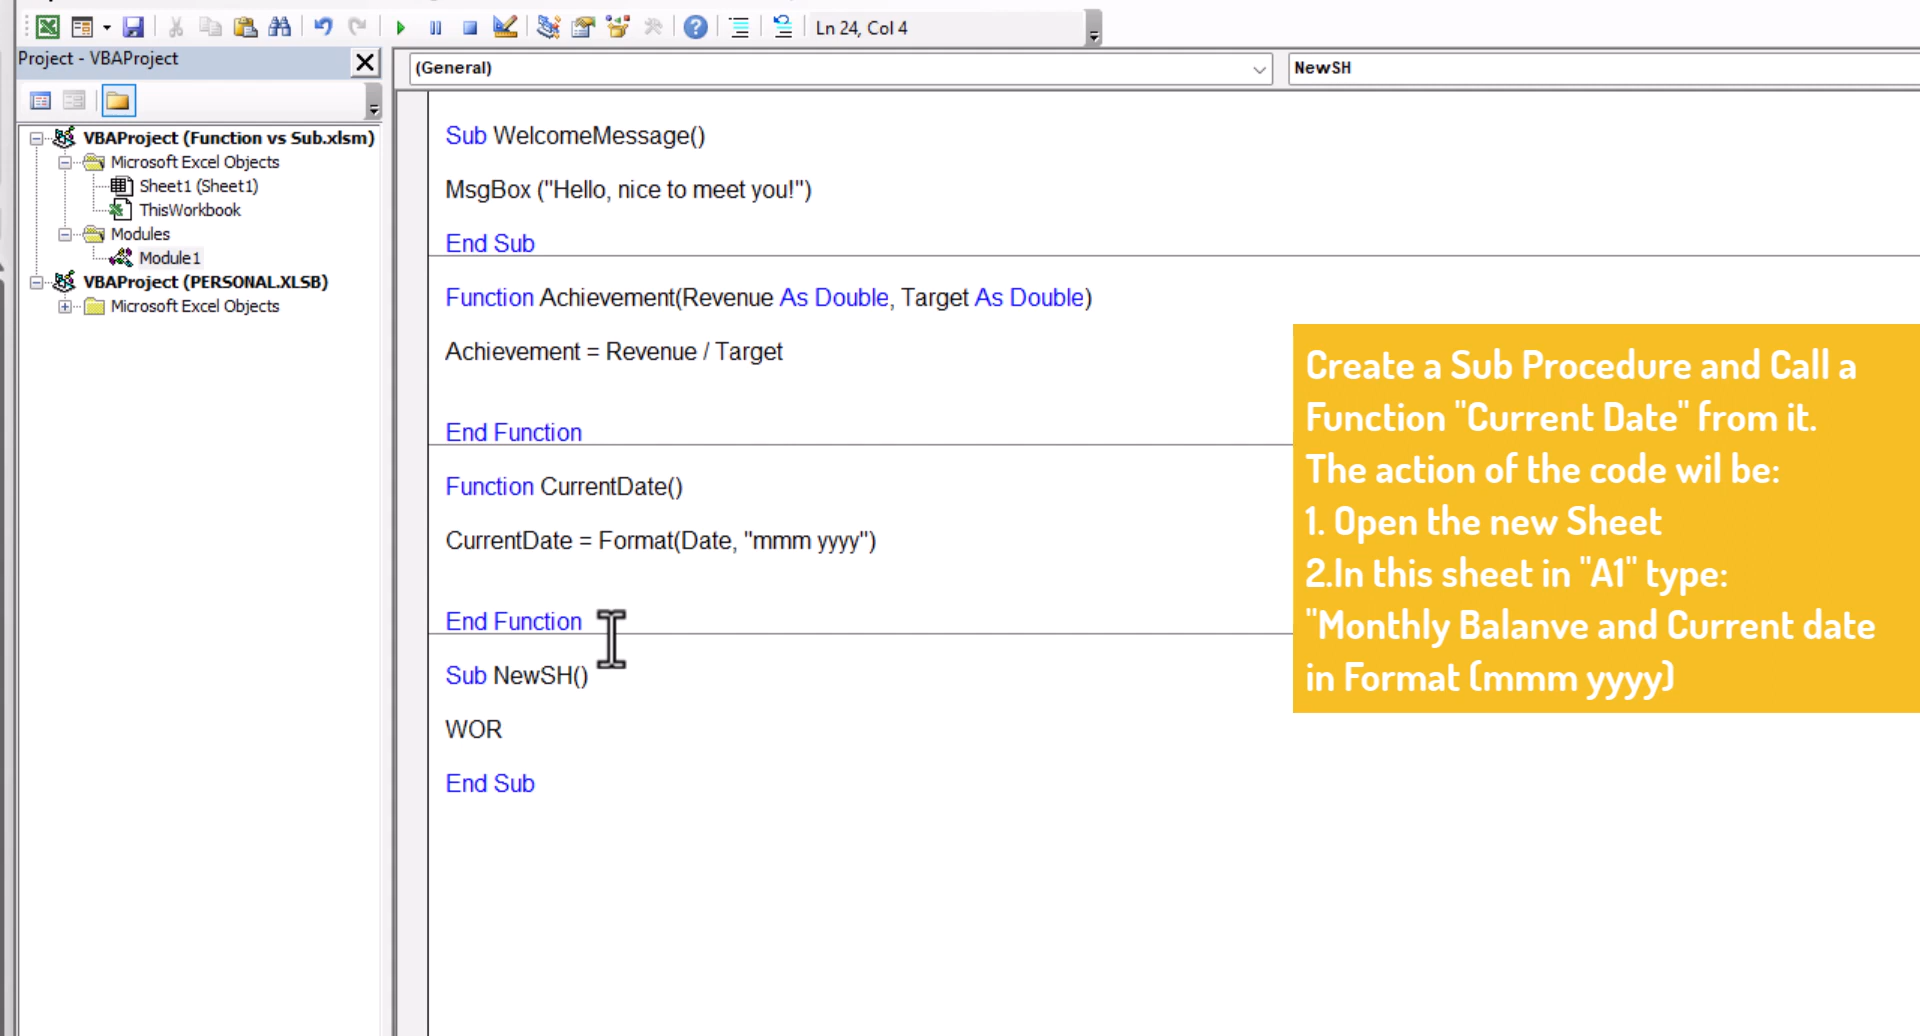 Ln 24, Col 4
Project - VBAProject
(General)
NewSH
VBAProject (Function vs Sub.xlsm)
Microsoft Excel Objects
Sheet1 (Sheet1)
ThisWorkbook
Modules
Module1
VBAProject (PERSONAL.XLSB)
Microsoft Excel Objects
Sub WelcomeMessage()
MsgBox ("Hello, nice to meet you!")
End Sub
Function Achievement(Revenue As Double, Target As Double)
Achievement = Revenue / Target
End Function
Function CurrentDate()
CurrentDate = Format(Date, "mmm yyyy")
End Function
Sub NewSH()
WOR
End Sub
Create a Sub Procedure and Call a
Function "Current Date" from it.
The action of the code wil be:
1. Open the new Sheet
2.In this sheet in "A1" type:
"Monthly Balanve and Current date
in Format (mmm yyyy)